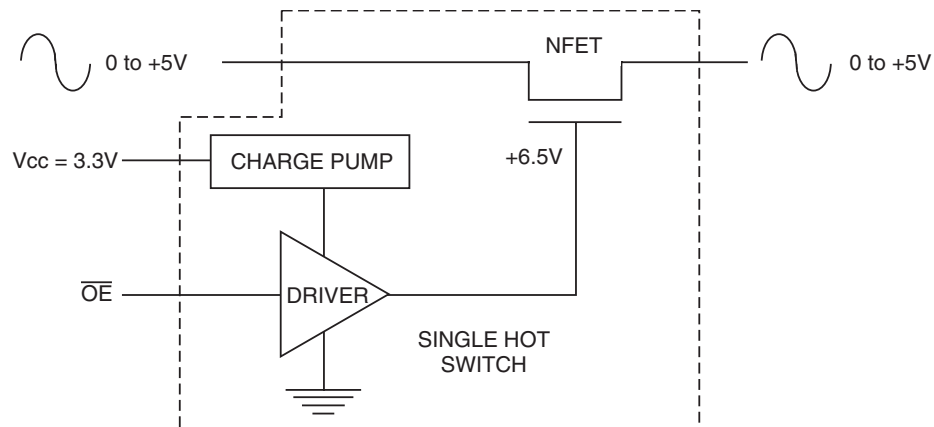 NFET
0 to +5V
0 to +5V
Vcc = 3.3V
CHARGE PUMP
+6.5V
OE
DRIVER
SINGLE HOT
SWITCH